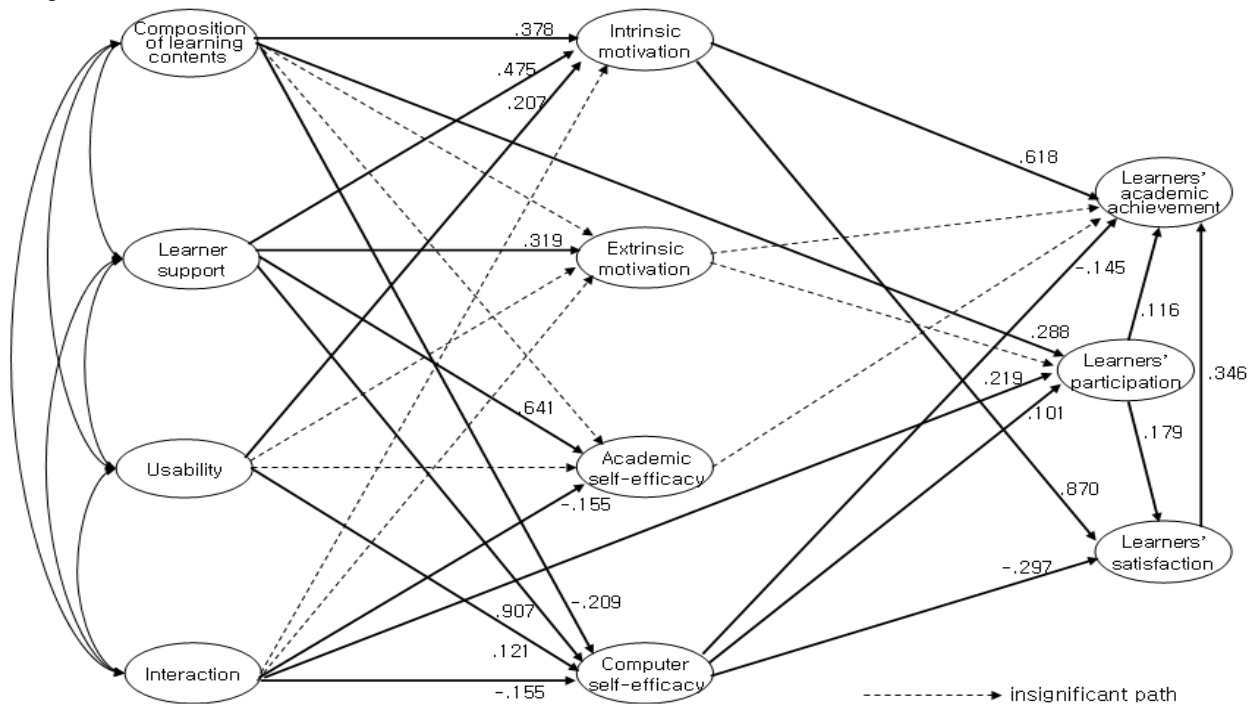 Composition
of learning
contents
.378
Intrinsic
motivation
.475
.207
.618
Learners'
academic
achievement
Learner
support
.319
Extrinsic
motivation
-.145
.116
.288
Learners'
participation
.219
.346
.101
.641
.179
Usability
Academic
self-efficacy
-.155
.870
Learners'
satisfaction
-.297
-.209
.907
.121
Interaction
Computer
self-efficacy
-.155
insignificant path